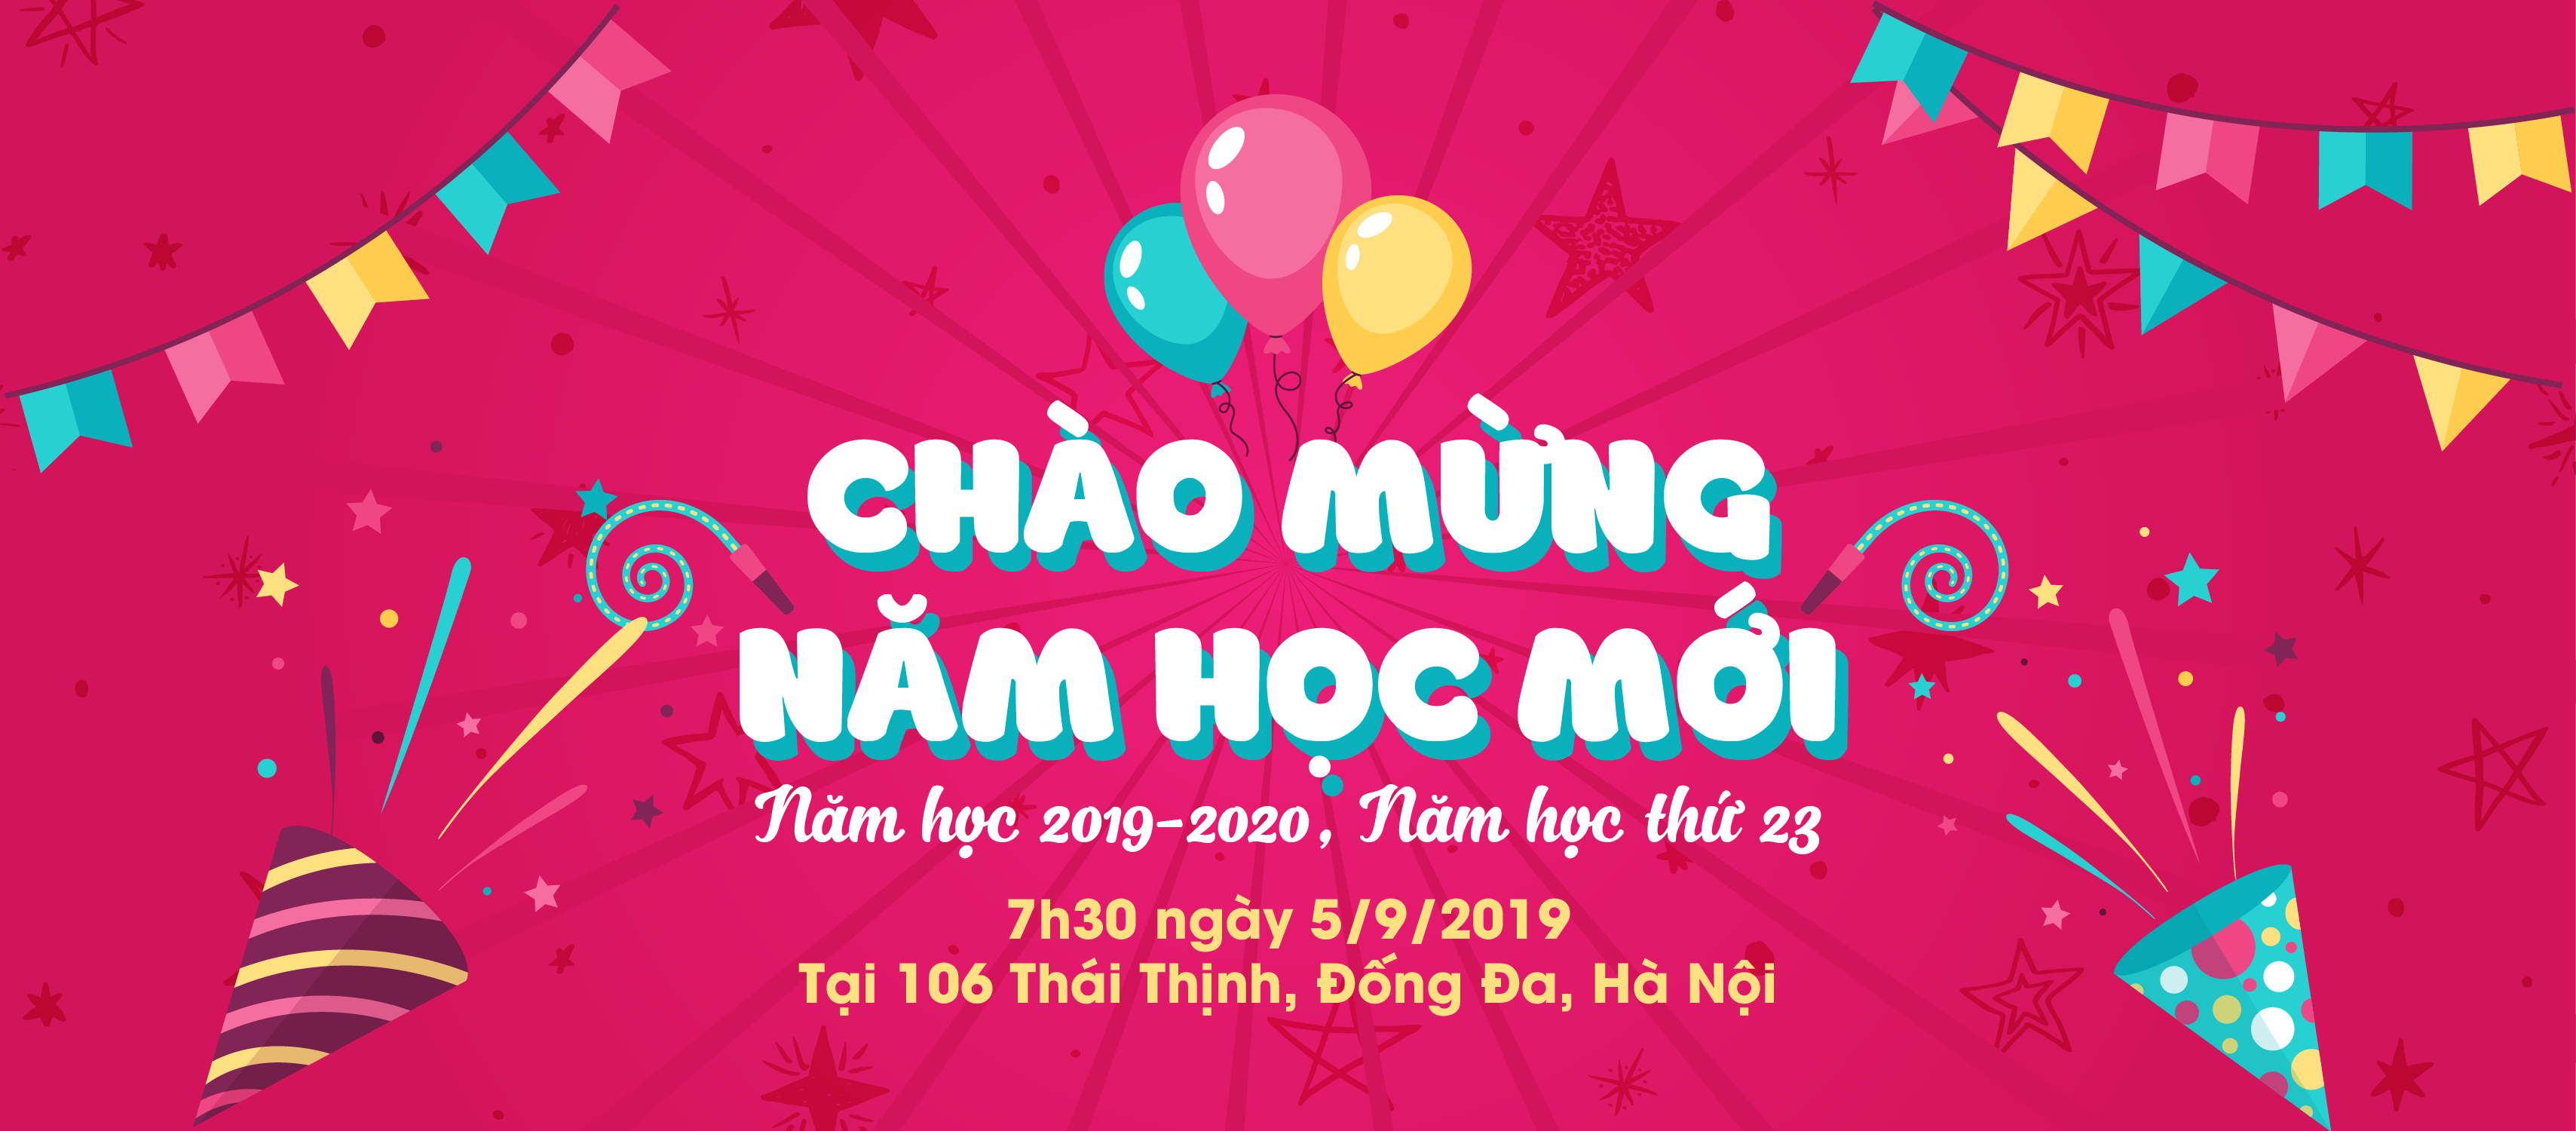 CHÀO MỪNG
NĂM HỌC MỚI
Năm học 2019-2020, Năm học thứ 23
7h30 ngày 5/9/2019
Tại 106 Thái Thịnh, Đống Đa, Hà Nội